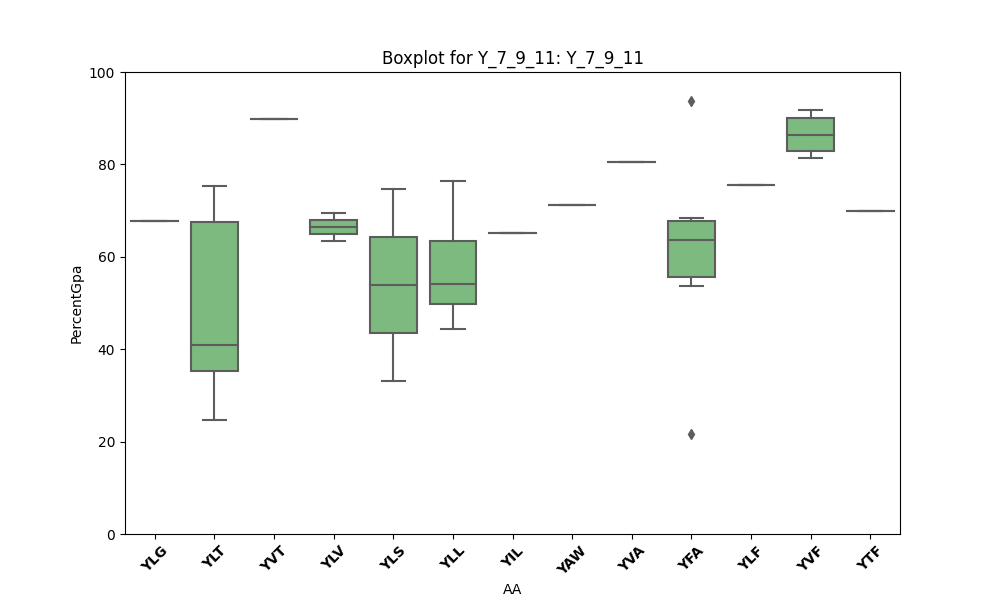 Boxplot for Y_7_9_11: Y_7_9_11
100
80
60
40
20
0
PercentGpa
YLG
YLT
YVT
YLV
YLS
YLL
YIL
YAW
YVA
YFA
YLF
YVF
YTF
AA